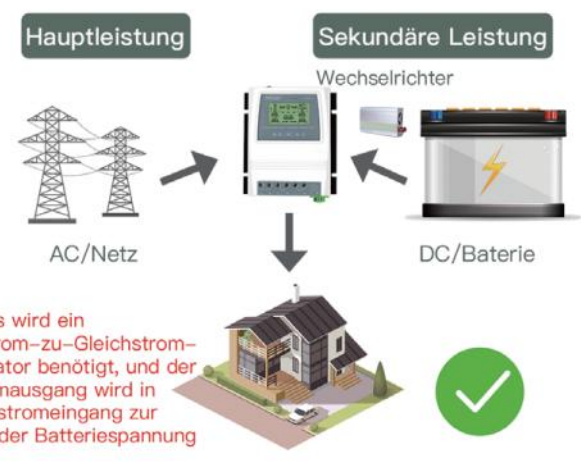 Hauptleistung
Sekundäre Leistung
Wechselrichter
AC/Netz
DC/Baterie
s wird ein
rom-zu-Gleichstrom-
ator benötigt, und der
nausgang wird in
stromeingang zur
der Batteriespannung